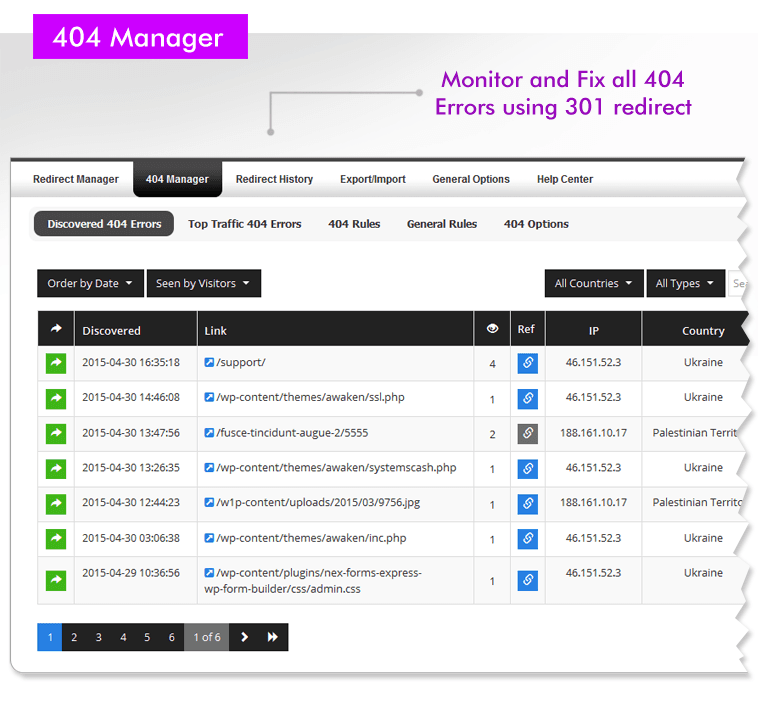 404 Manager
Monitor and Fix all 404
Errors using 301 redirect
Redirect Manager 404 Manager Redirect History Export/Import General Options Help Center
Discovered 404 Errors Top Traffic 404 Errors 404 Rules General Rules 404 Options
Order by Date Seen by Visitors All Countries All Types
Discovered Link Ref IP Country
2015-04-30 16:35:18 /support/ 4 46.151.52.3 Ukraine
2015-04-30 14:46:08 /wp-content/themes/awaken/ssl.php 1 46.151.52.3 Ukraine
2015-04-30 13:47:56 /fusce-tincidunt-augue-2/5555 2 188.161.10.17 Palestinian Territ
2015-04-30 13:26:35 /wp-content/themes/awaken/systemscash.php 1 46.151.52.3 Ukraine
2015-04-30 12:44:23 /w1p-content/uploads/2015/03/9756.jpg 1 188.161.10.17 Palestinian Territo
2015-04-30 03:06:38 /wp-content/themes/awaken/inc.php 1 46.151.52.3 Ukraine
2015-04-29 10:36:56 /wp-content/plugins/nex-forms-express- 1 46.151.52.3 Ukraine
wp-form-builder/css/admin.css
1 2 3 4 5 6 1 of 6